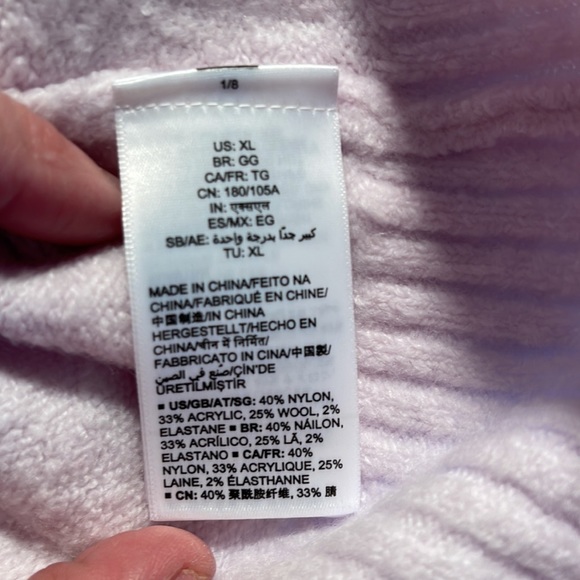 1/8
US: XL
BR: GG
CA/FR: TG
CN: 180/105A
IN: एक्सएल
ES/MX: EG
SB/AE: كبير جدًا بدرجة واحدة
TU: XL
MADE IN CHINA/FEITO NA
CHINA/FABRIQUÉ EN CHINE/
中国制造/IN CHINA
HERGESTELLT/HECHO EN
CHINA/चीन में निर्मित/
FABBRICATO IN CINA/中国製/
صُنع في الصين/ÇİN'DE
ÜRETİLMİŞTİR
■ US/GB/AT/SG: 40% NYLON,
33% ACRYLIC, 25% WOOL, 2%
ELASTANE ■ BR: 40% NÁILON,
33% ACRÍLICO, 25% LÃ, 2%
ELASTANO ■ CA/FR: 40%
NYLON, 33% ACRYLIQUE, 25%
LAINE, 2% ÉLASTHANNE
■ CN: 40% 聚酰胺纤维, 33% 腈